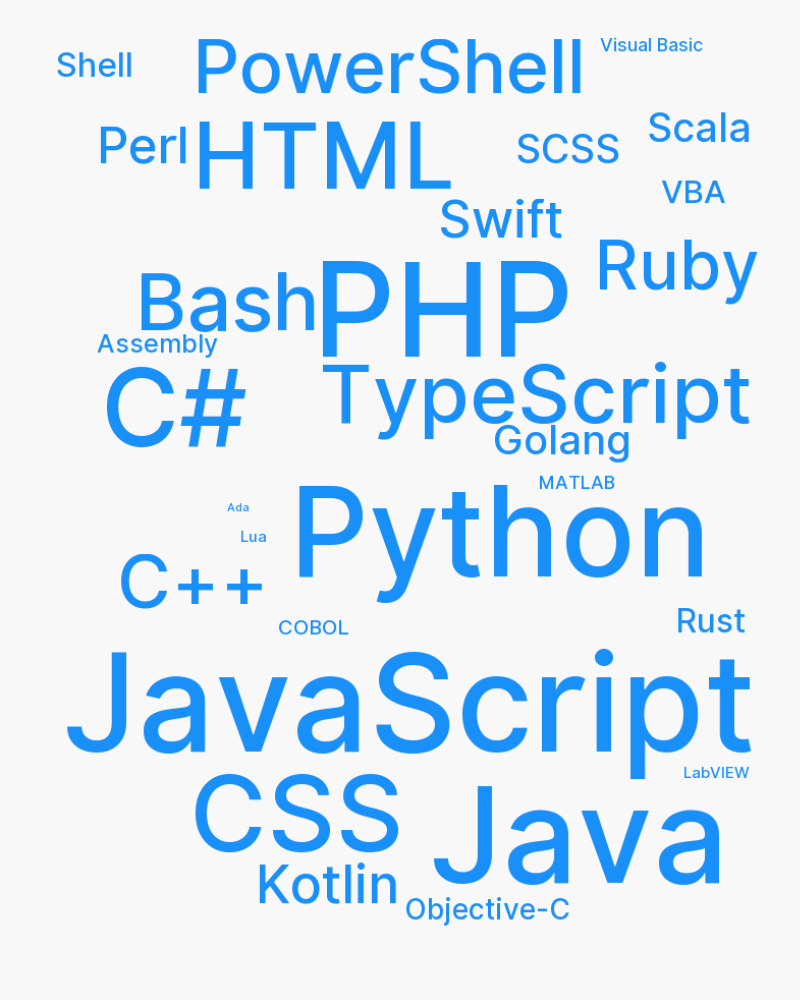 Visual Basic
Shell
PowerShell
Scala
Perl
HTML
SCSS
VBA
Swift
Ruby
Bash
PHP
Assembly
C#
TypeScript
Golang
MATLAB
Ada
Python
Lua
C++
COBOL
Rust
JavaScript
LabVIEW
CSS
Java
Kotlin
Objective-C